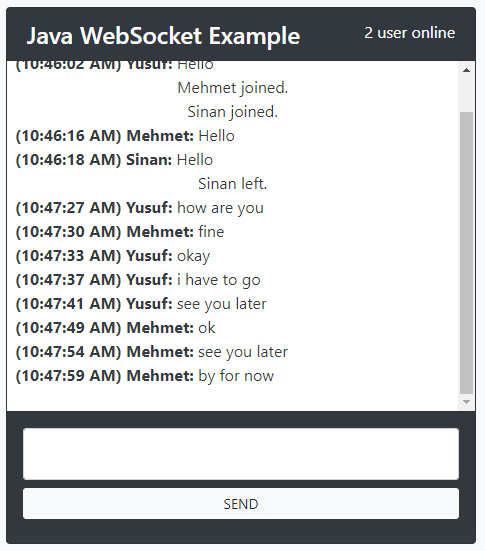 Java WebSocket Example
2 user online
(10:46:02 AM) Yusuf: Hello
Mehmet joined.
Sinan joined.
(10:46:16 AM) Mehmet: Hello
(10:46:18 AM) Sinan: Hello
Sinan left.
(10:47:27 AM) Yusuf: how are you
(10:47:30 AM) Mehmet: fine
(10:47:33 AM) Yusuf: okay
(10:47:37 AM) Yusuf: i have to go
(10:47:41 AM) Yusuf: see you later
(10:47:49 AM) Mehmet: ok
(10:47:54 AM) Mehmet: see you later
(10:47:59 AM) Mehmet: by for now
SEND